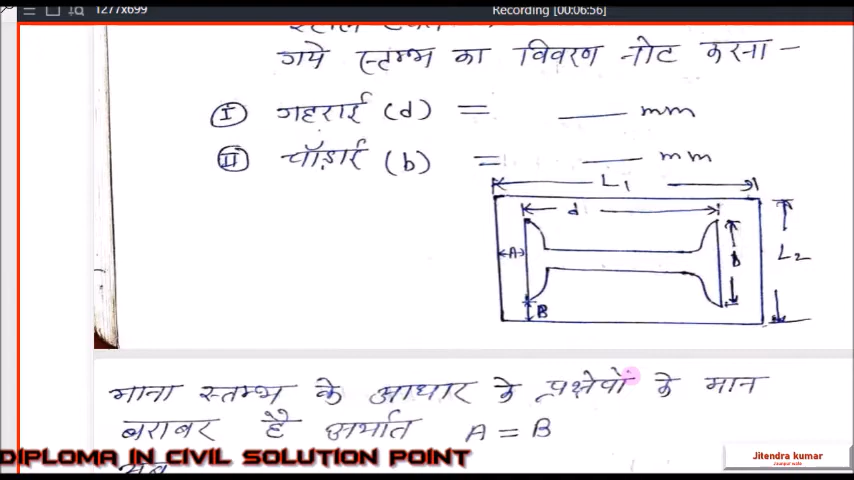 1277x699
Recording [00:06:56]
गये स्तम्भ का विवरण नोट करना -
I गहराई (d) = ___ mm
II चौड़ाई (b) = ___ mm
L₁
d
A
b
L₂
B
माना स्तम्भ के आधार के प्रक्षेपों के मान
बराबर है अर्थात A = B
DIPLOMA IN CIVIL SOLUTION POINT
Jitendra kumar